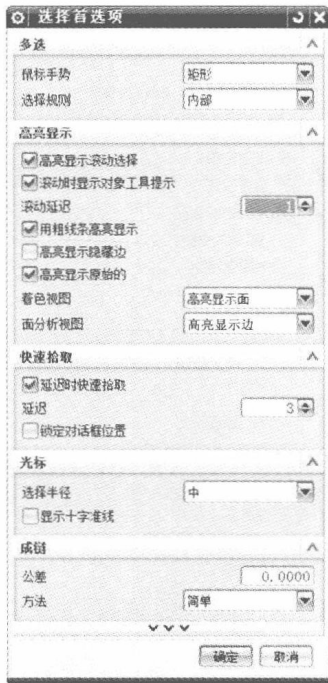 选择首选项
多选
鼠标手势 矩形
选择规则 内部
高亮显示
高亮显示滚动选择
滚动时显示对象工具提示
滚动延迟 1
用粗线条高亮显示
高亮显示隐藏边
高亮显示原始的
着色视图 高亮显示面
面分析视图 高亮显示边
快速拾取
延迟时快速拾取
延迟 3
锁定对话框位置
光标
选择半径 中
显示十字准线
成链
公差 0.0000
方法 简单
确定 取消